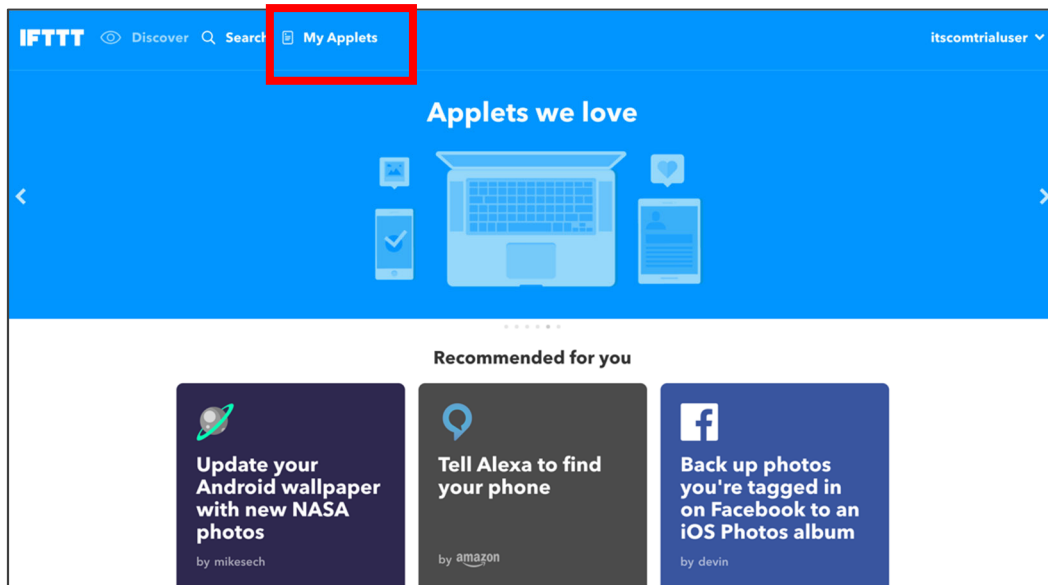 IFTTT Discover Search My Applets itscomtrialuser
Applets we love
Recommended for you
Update your
Android wallpaper
with new NASA
photos
by mikesech
Tell Alexa to find
your phone
by amazon
Back up photos
you're tagged in
on Facebook to an
iOS Photos album
by devin